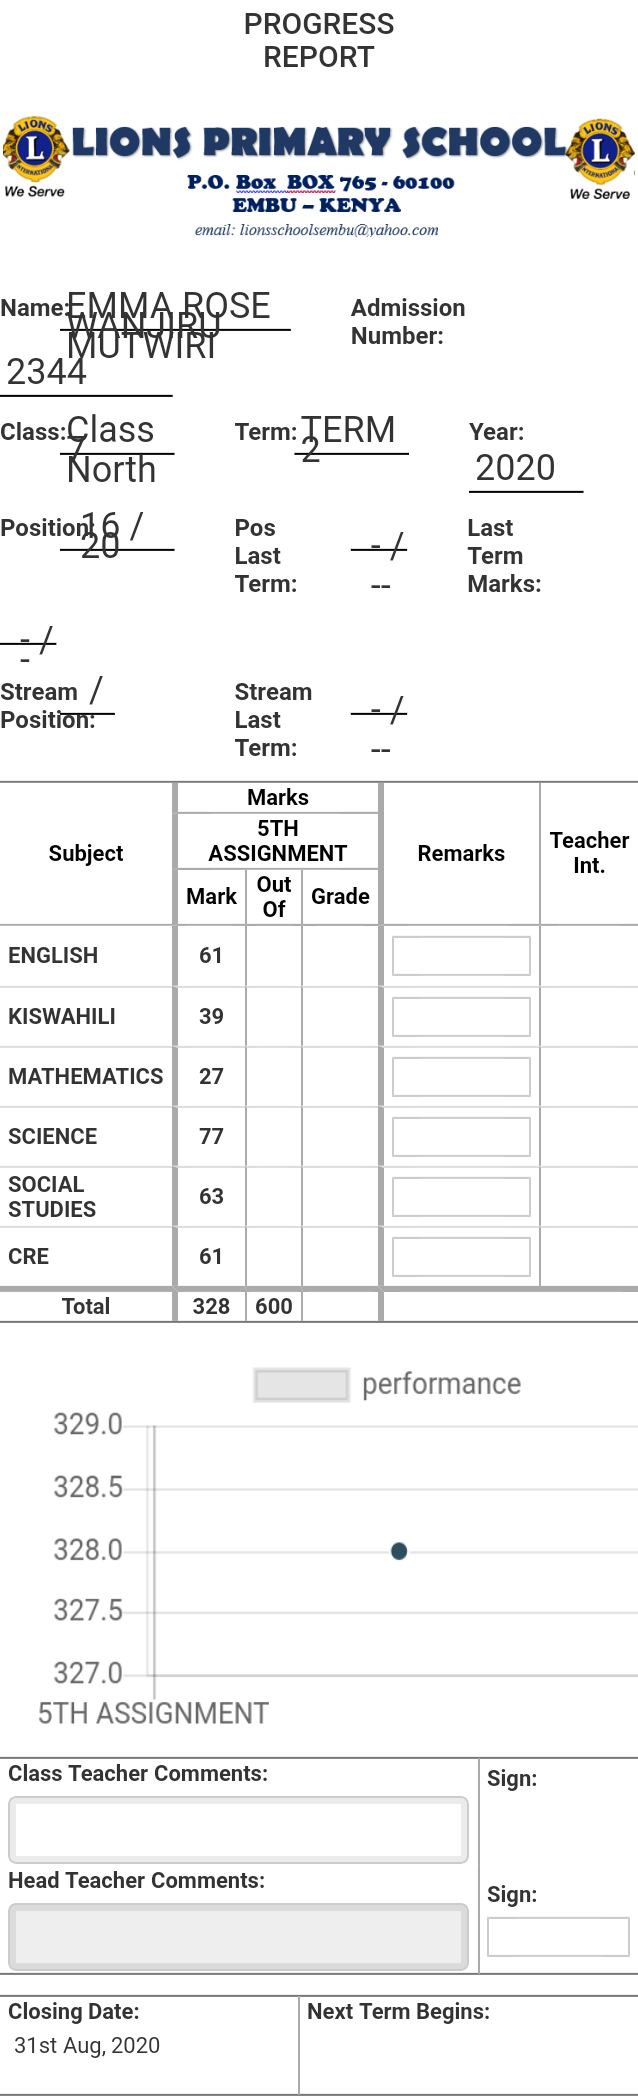 PROGRESS
REPORT
LIONS PRIMARY SCHOOL
P.O. Box BOX 765 - 60100
EMBU – KENYA
email: lionsschoolsembu@yahoo.com
LIONS
L
INTERNATIONAL
We Serve
LIONS
L
INTERNATIONAL
We Serve
Name: EMMA ROSE
WANJIRU
MUTWIRI
Admission
Number:
2344
Class: Class
7
North
Term: TERM
2
Year:
2020
Position: 16 /
20
Pos
Last
Term:
- /
--
Last
Term
Marks:
- /
-
Stream
Position:
/
Stream
Last
Term:
- /
--
Subject Marks Remarks Teacher
Int.
5TH
ASSIGNMENT
Mark Out
Of Grade
ENGLISH 61
KISWAHILI 39
MATHEMATICS 27
SCIENCE 77
SOCIAL
STUDIES 63
CRE 61
Total 328 600
performance
329.0
328.5
328.0
327.5
327.0
5TH ASSIGNMENT
Class Teacher Comments:
Sign:
Head Teacher Comments:
Sign:
Closing Date:
31st Aug, 2020
Next Term Begins: